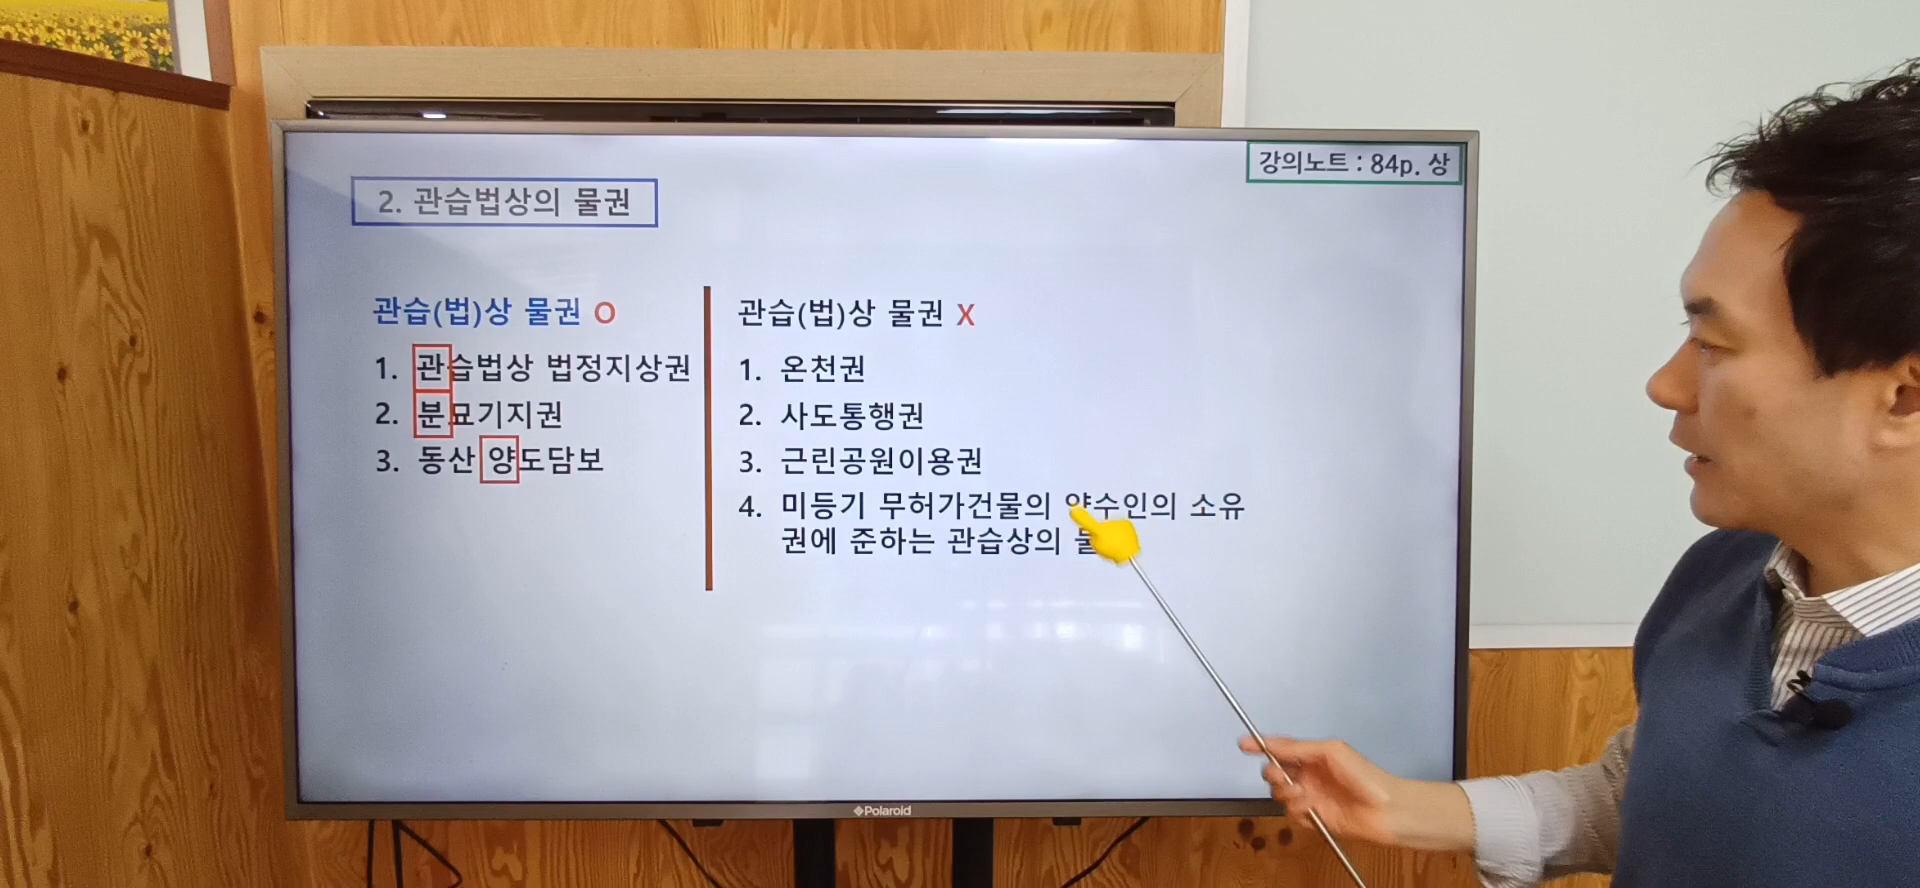 강의노트 : 84p. 상
2. 관습법상의 물권
관습(법)상 물권 O
1. 관습법상 법정지상권
2. 분묘기지권
3. 동산 양도담보
관습(법)상 물권 X
1. 온천권
2. 사도통행권
3. 근린공원이용권
4. 미등기 무허가건물의 양수인의 소유
권에 준하는 관습상의
Polaroid